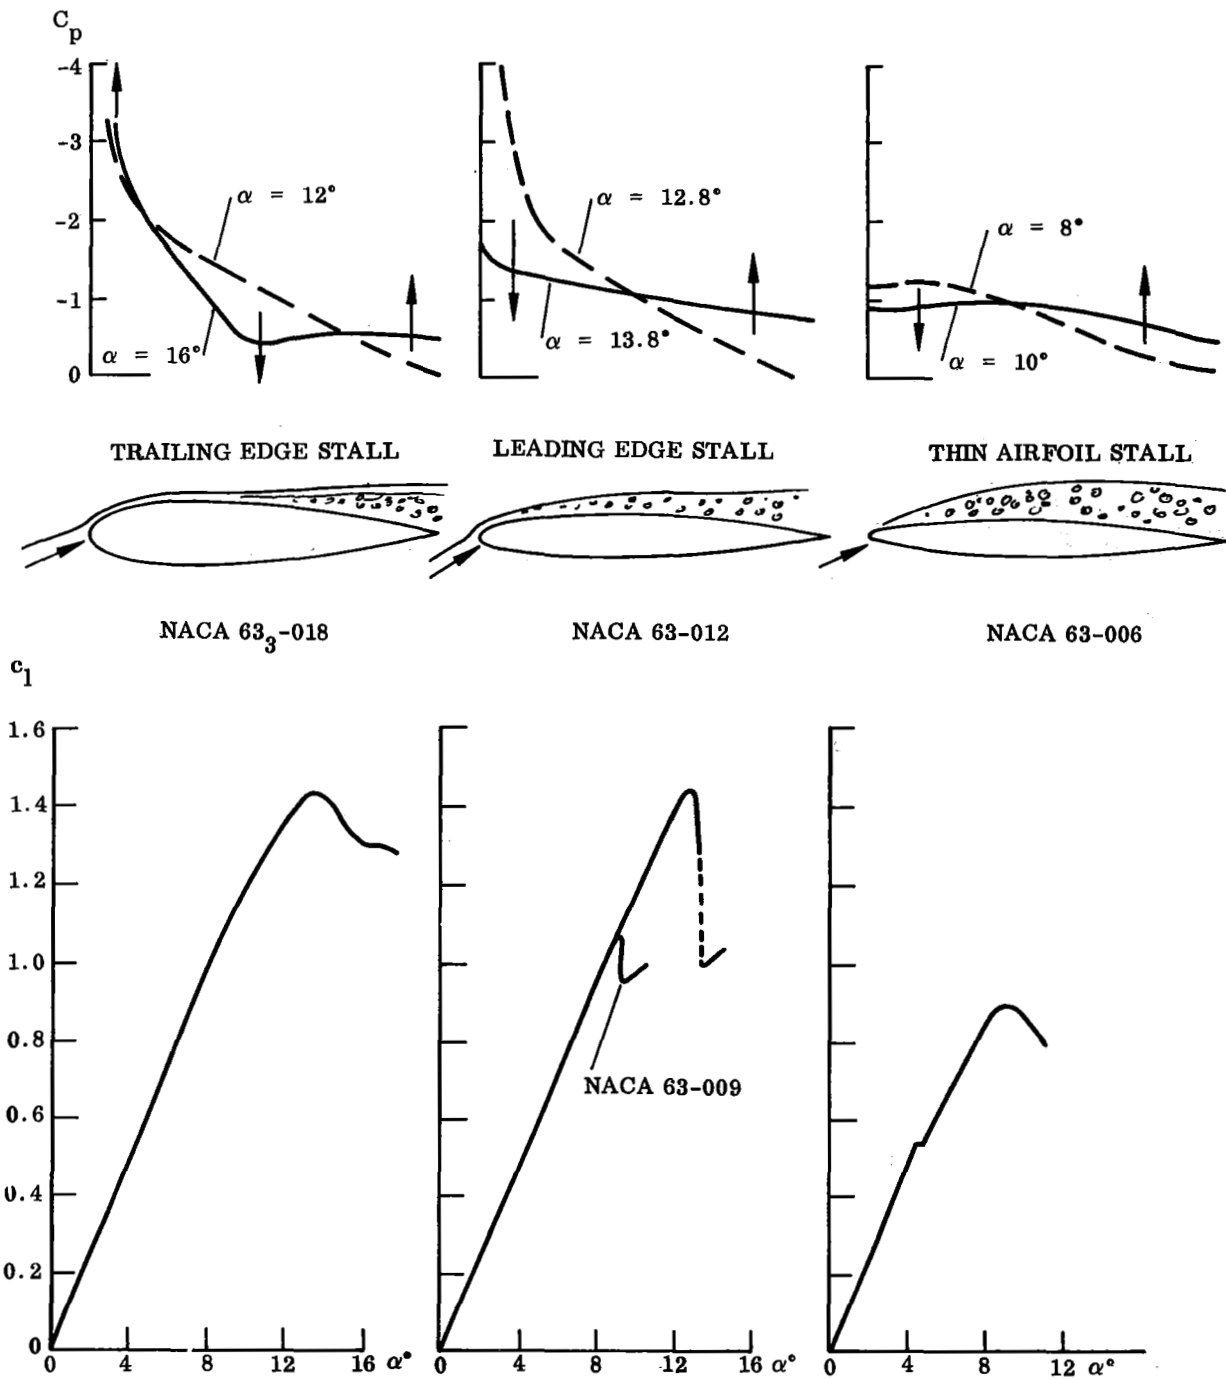 C_p
-4
-3
-2
-1
0
α = 12°
α = 16°
α = 12.8°
α = 13.8°
α = 8°
α = 10°
TRAILING EDGE STALL
LEADING EDGE STALL
THIN AIRFOIL STALL
NACA 63₃-018
NACA 63-012
NACA 63-006
c₁
1.6
1.4
1.2
1.0
0.8
0.6
0.4
0.2
0
NACA 63-009
0 4 8 12 16 α°
0 4 8 12 16 α°
0 4 8 12 α°